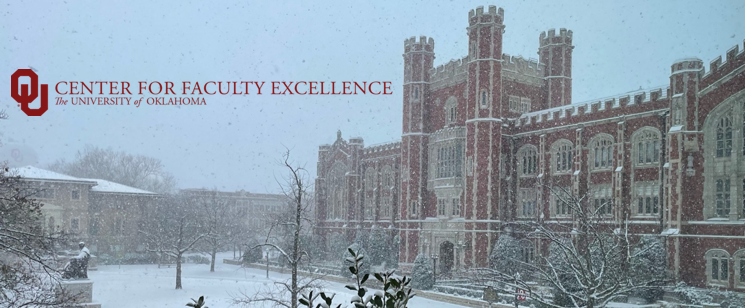 OU
CENTER FOR FACULTY EXCELLENCE
The UNIVERSITY of OKLAHOMA